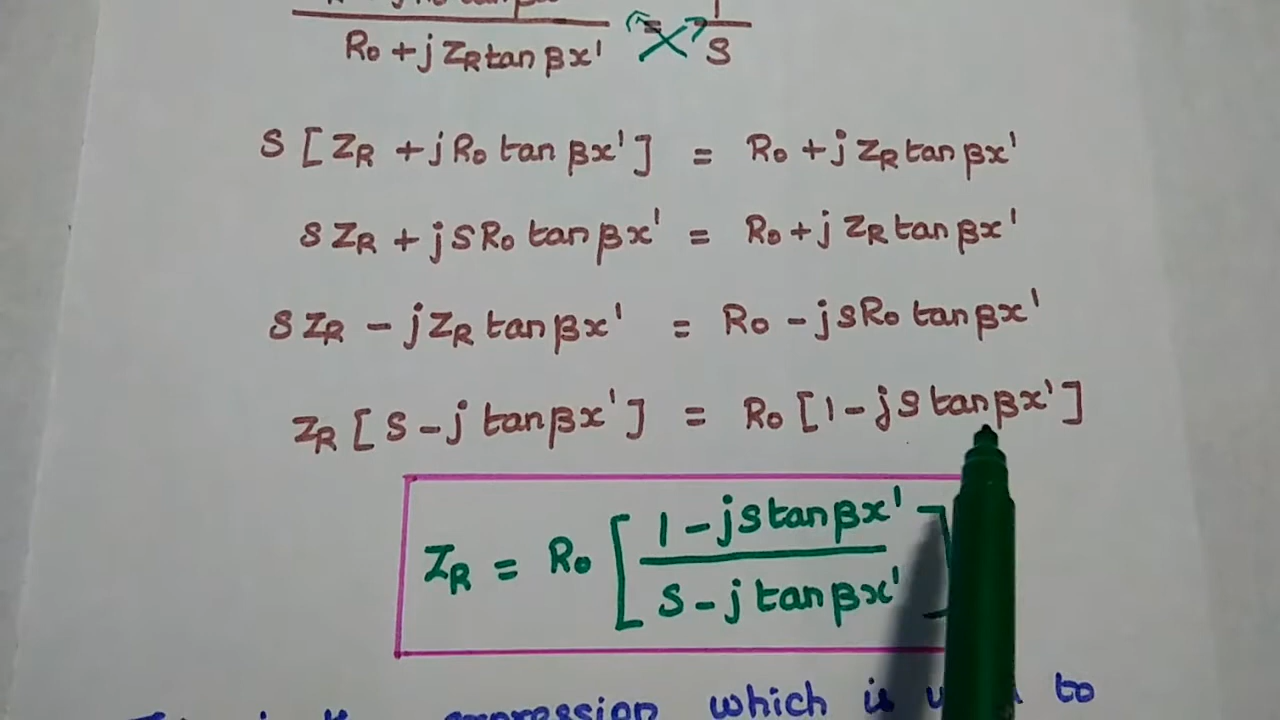 R₀ + j Z_R tan βx' = S
S [ Z_R + j R₀ tan βx' ] = R₀ + j Z_R tan βx'
S Z_R + j S R₀ tan βx' = R₀ + j Z_R tan βx'
S Z_R - j Z_R tan βx' = R₀ - j S R₀ tan βx'
Z_R [ S - j tan βx' ] = R₀ [ 1 - j S tan βx' ]
Z_R = R₀ [ 1 - j S tan βx'
S - j tan βx' ]
expression which is to